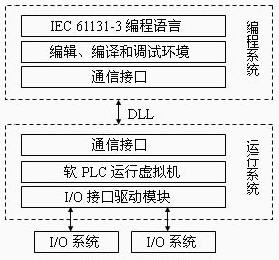 IEC 61131-3 编程语言
编辑、编译和调试环境
通信接口
编程系统
DLL
通信接口
软 PLC 运行虚拟机
I/O 接口驱动模块
运行系统
I/O 系统
I/O 系统